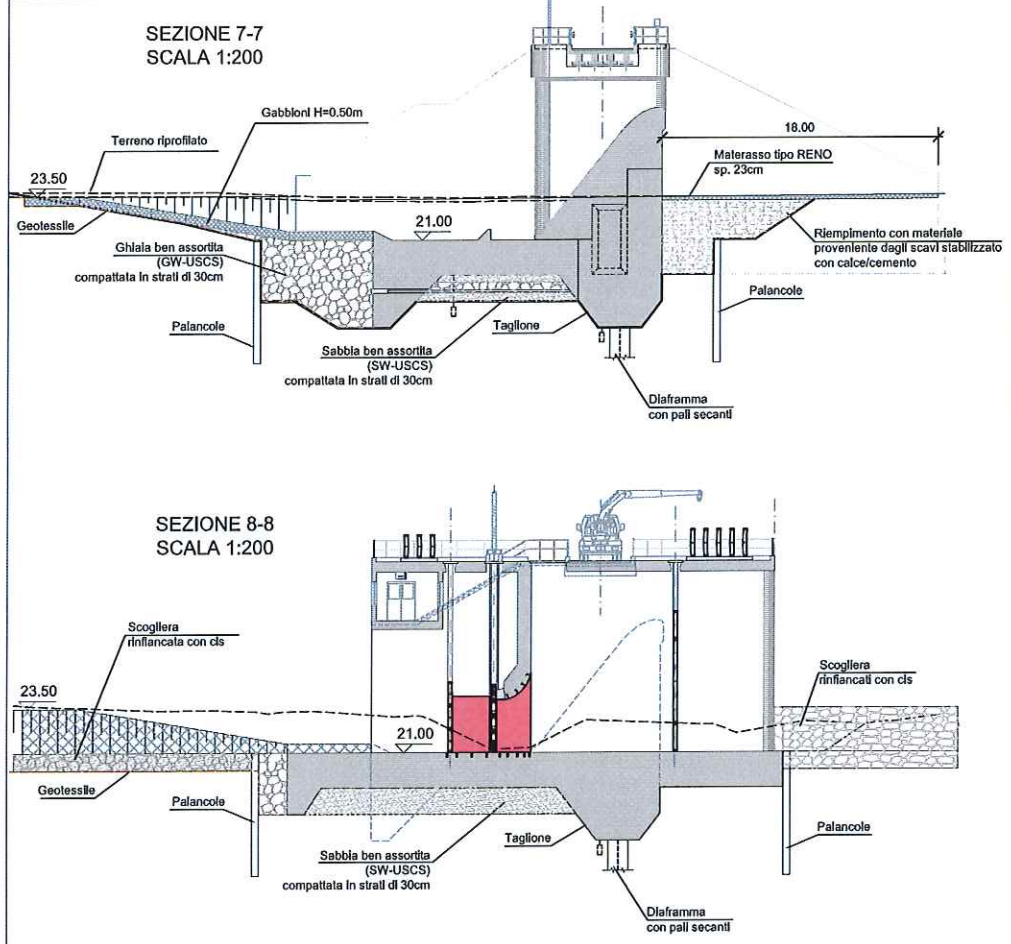 SEZIONE 7-7
SCALA 1:200
Gabbioni H=0.50m
Terreno riprofilato
18.00
Materasso tipo RENO
sp. 23cm
23.50
Geotessile
21.00
Ghiaia ben assortita
(GW-USCS)
compattata in strati di 30cm
Riempimento con materiale
proveniente dagli scavi stabilizzato
con calce/cemento
Palancole
Palancole
Taglione
Sabbia ben assortita
(SW-USCS)
compattata in strati di 30cm
Diaframma
con pali secanti
SEZIONE 8-8
SCALA 1:200
Scogliera
rinfiancata con cls
Scogliera
rinfiancati con cls
23.50
21.00
Geotessile
Palancole
Palancole
Taglione
Sabbia ben assortita
(SW-USCS)
compattata in strati di 30cm
Diaframma
con pali secanti